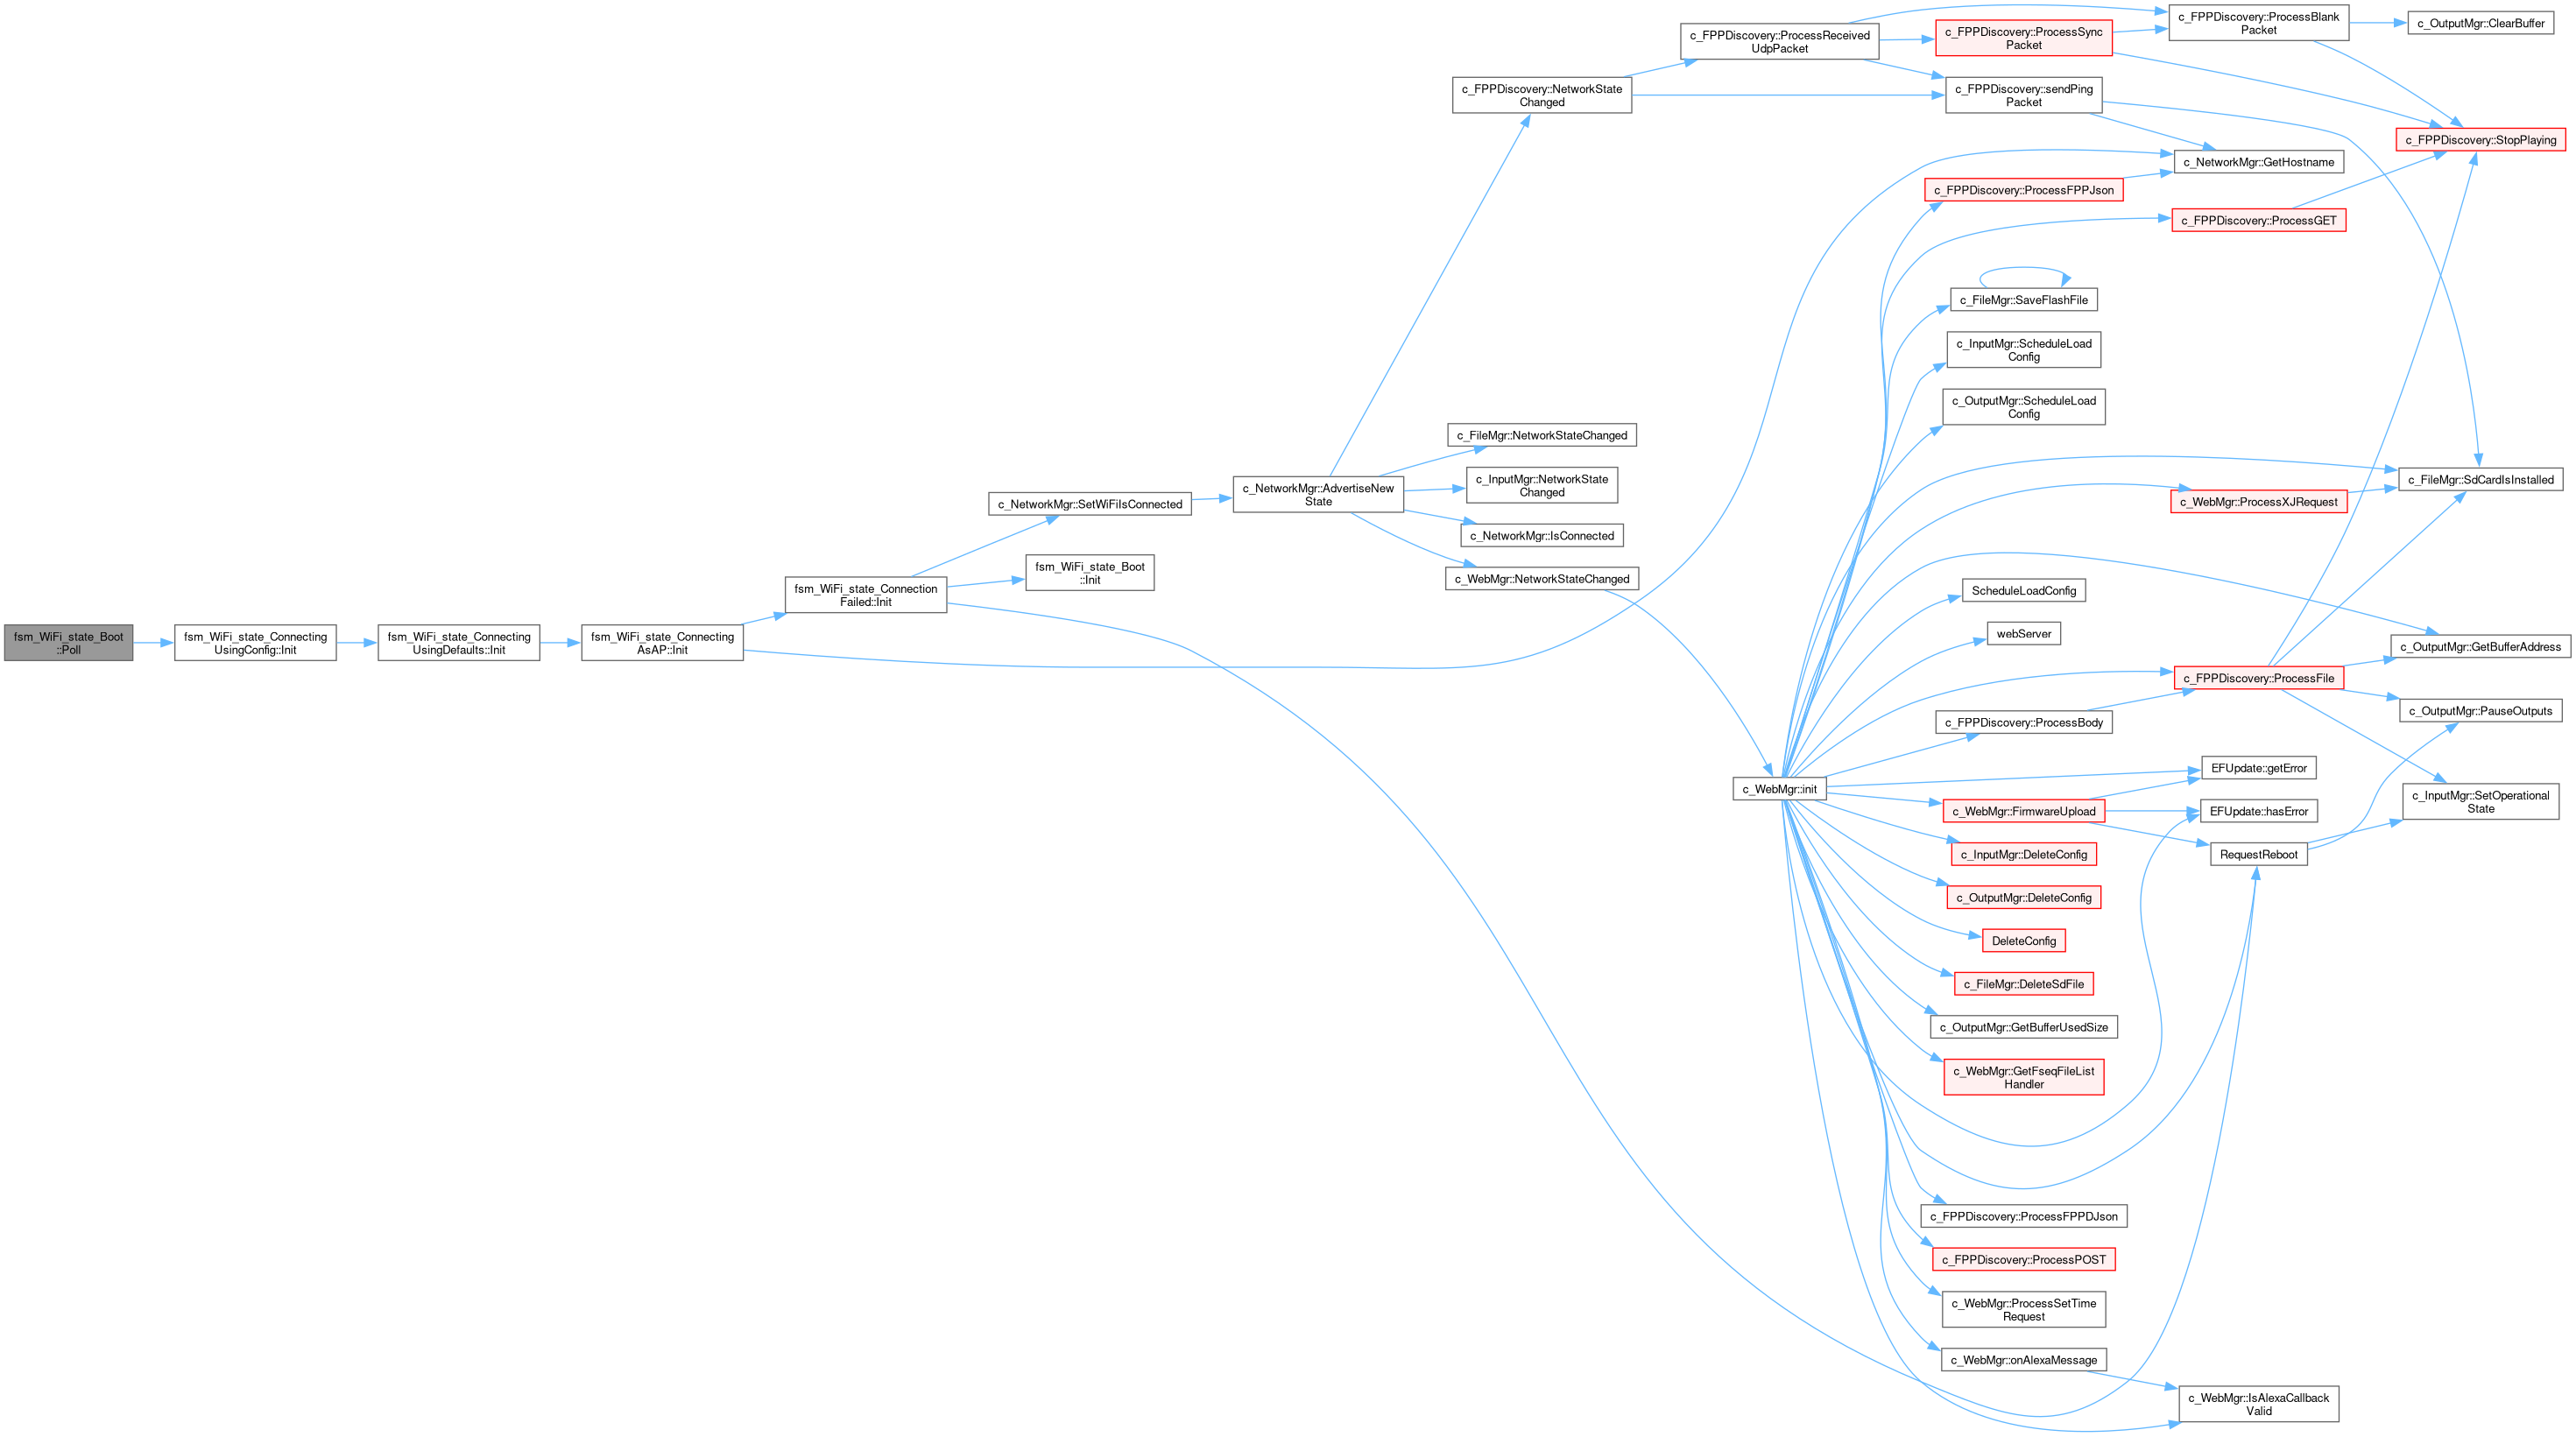 fsm_WiFi_state_Boot
::Poll
fsm_WiFi_state_Connecting
UsingConfig::Init
fsm_WiFi_state_Connecting
UsingDefaults::Init
fsm_WiFi_state_Connecting
AsAP::Init
fsm_WiFi_state_Connection
Failed::Init
c_NetworkMgr::SetWiFiIsConnected
fsm_WiFi_state_Boot
::Init
c_NetworkMgr::AdvertiseNew
State
c_FPPDiscovery::NetworkState
Changed
c_FileMgr::NetworkStateChanged
c_InputMgr::NetworkState
Changed
c_NetworkMgr::IsConnected
c_WebMgr::NetworkStateChanged
c_FPPDiscovery::ProcessReceived
UdpPacket
c_WebMgr::init
c_FPPDiscovery::ProcessSync
Packet
c_FPPDiscovery::sendPing
Packet
c_FPPDiscovery::ProcessFPPJson
c_FileMgr::SaveFlashFile
c_InputMgr::ScheduleLoad
Config
c_OutputMgr::ScheduleLoad
Config
ScheduleLoadConfig
webServer
c_FPPDiscovery::ProcessBody
c_WebMgr::FirmwareUpload
c_InputMgr::DeleteConfig
c_OutputMgr::DeleteConfig
DeleteConfig
c_FileMgr::DeleteSdFile
c_OutputMgr::GetBufferUsedSize
c_WebMgr::GetFseqFileList
Handler
c_FPPDiscovery::ProcessFPPDJson
c_FPPDiscovery::ProcessPOST
c_WebMgr::ProcessSetTime
Request
c_WebMgr::onAlexaMessage
c_FPPDiscovery::ProcessBlank
Packet
c_NetworkMgr::GetHostname
c_FPPDiscovery::ProcessGET
c_WebMgr::ProcessXJRequest
c_FPPDiscovery::ProcessFile
EFUpdate::getError
EFUpdate::hasError
RequestReboot
c_WebMgr::IsAlexaCallback
Valid
c_OutputMgr::ClearBuffer
c_FPPDiscovery::StopPlaying
c_FileMgr::SdCardIsInstalled
c_OutputMgr::GetBufferAddress
c_OutputMgr::PauseOutputs
c_InputMgr::SetOperational
State